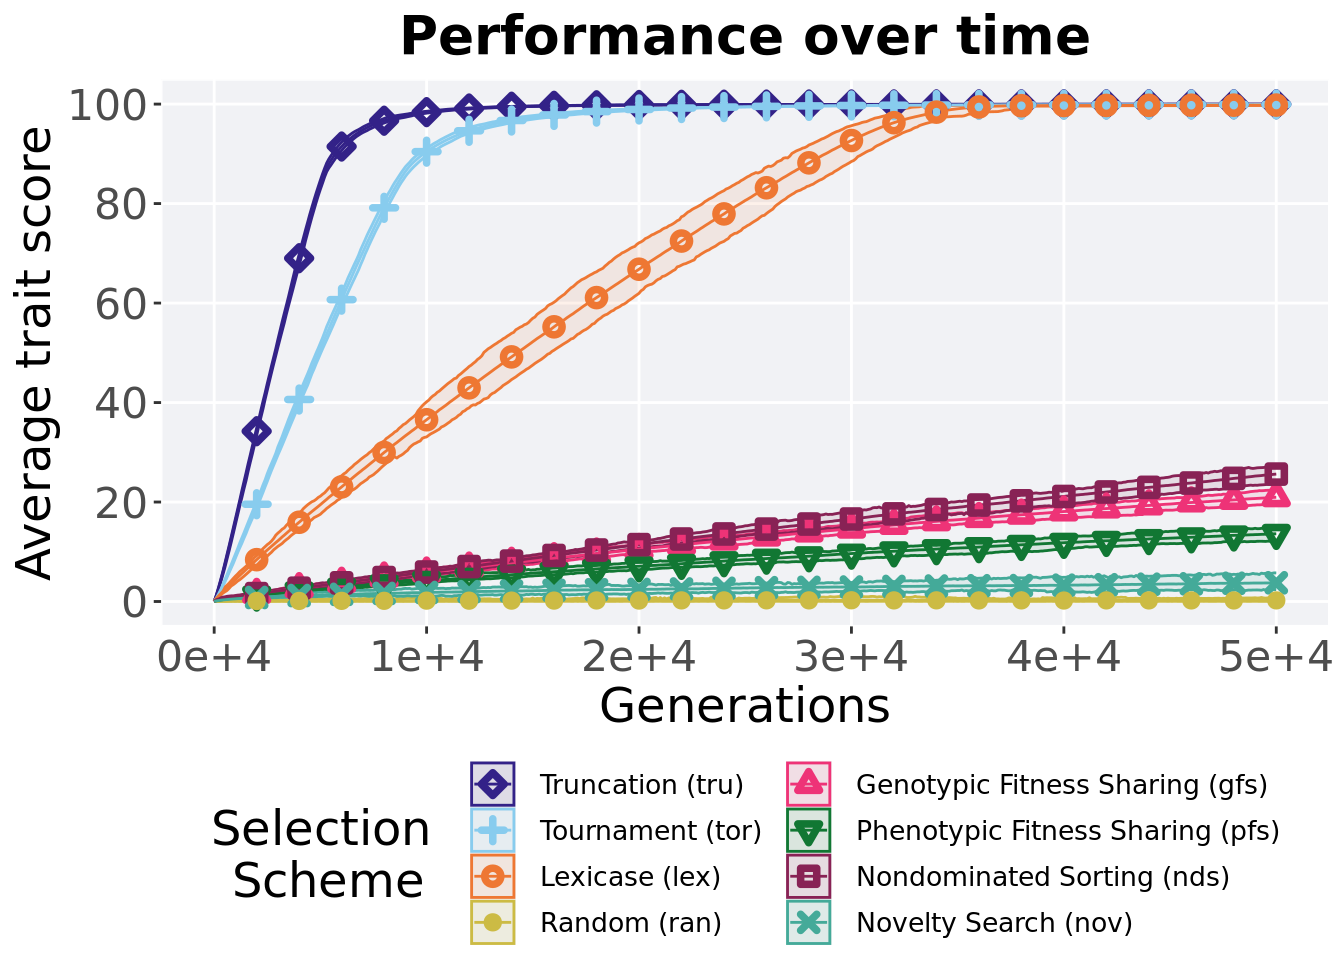 Performance over time
Average trait score
100
80
60
40
20
0
0e+4 1e+4 2e+4 3e+4 4e+4 5e+4
Generations
Selection
Scheme
Truncation (tru)
Tournament (tor)
Lexicase (lex)
Random (ran)
Genotypic Fitness Sharing (gfs)
Phenotypic Fitness Sharing (pfs)
Nondominated Sorting (nds)
Novelty Search (nov)